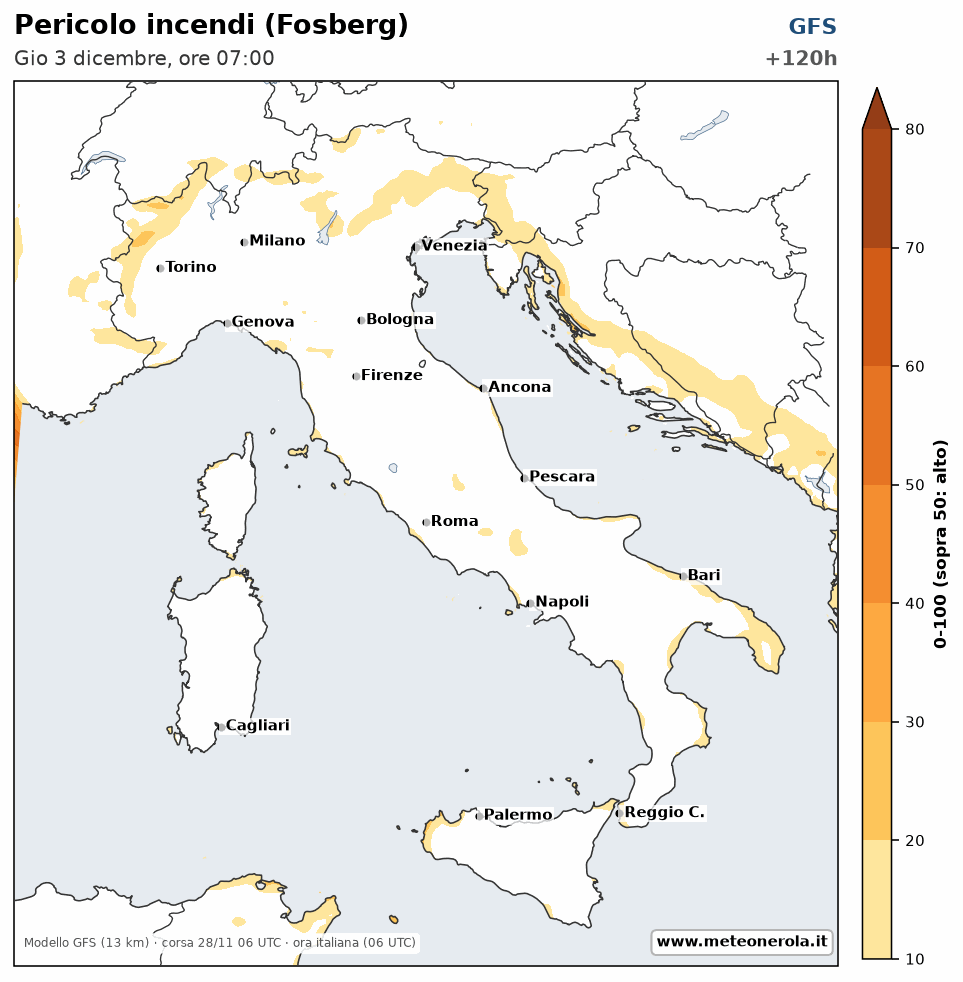 Pericolo incendi (Fosberg)
GFS
Gio 3 dicembre, ore 07:00
+120h
Milano
Venezia
Torino
Genova
Bologna
Firenze
Ancona
Pescara
Roma
Bari
Napoli
Cagliari
Palermo
Reggio C.
80
70
60
50
40
30
20
10
0-100 (sopra 50: alto)
Modello GFS (13 km) · corsa 28/11 06 UTC · ora italiana (06 UTC)
www.meteonerola.it